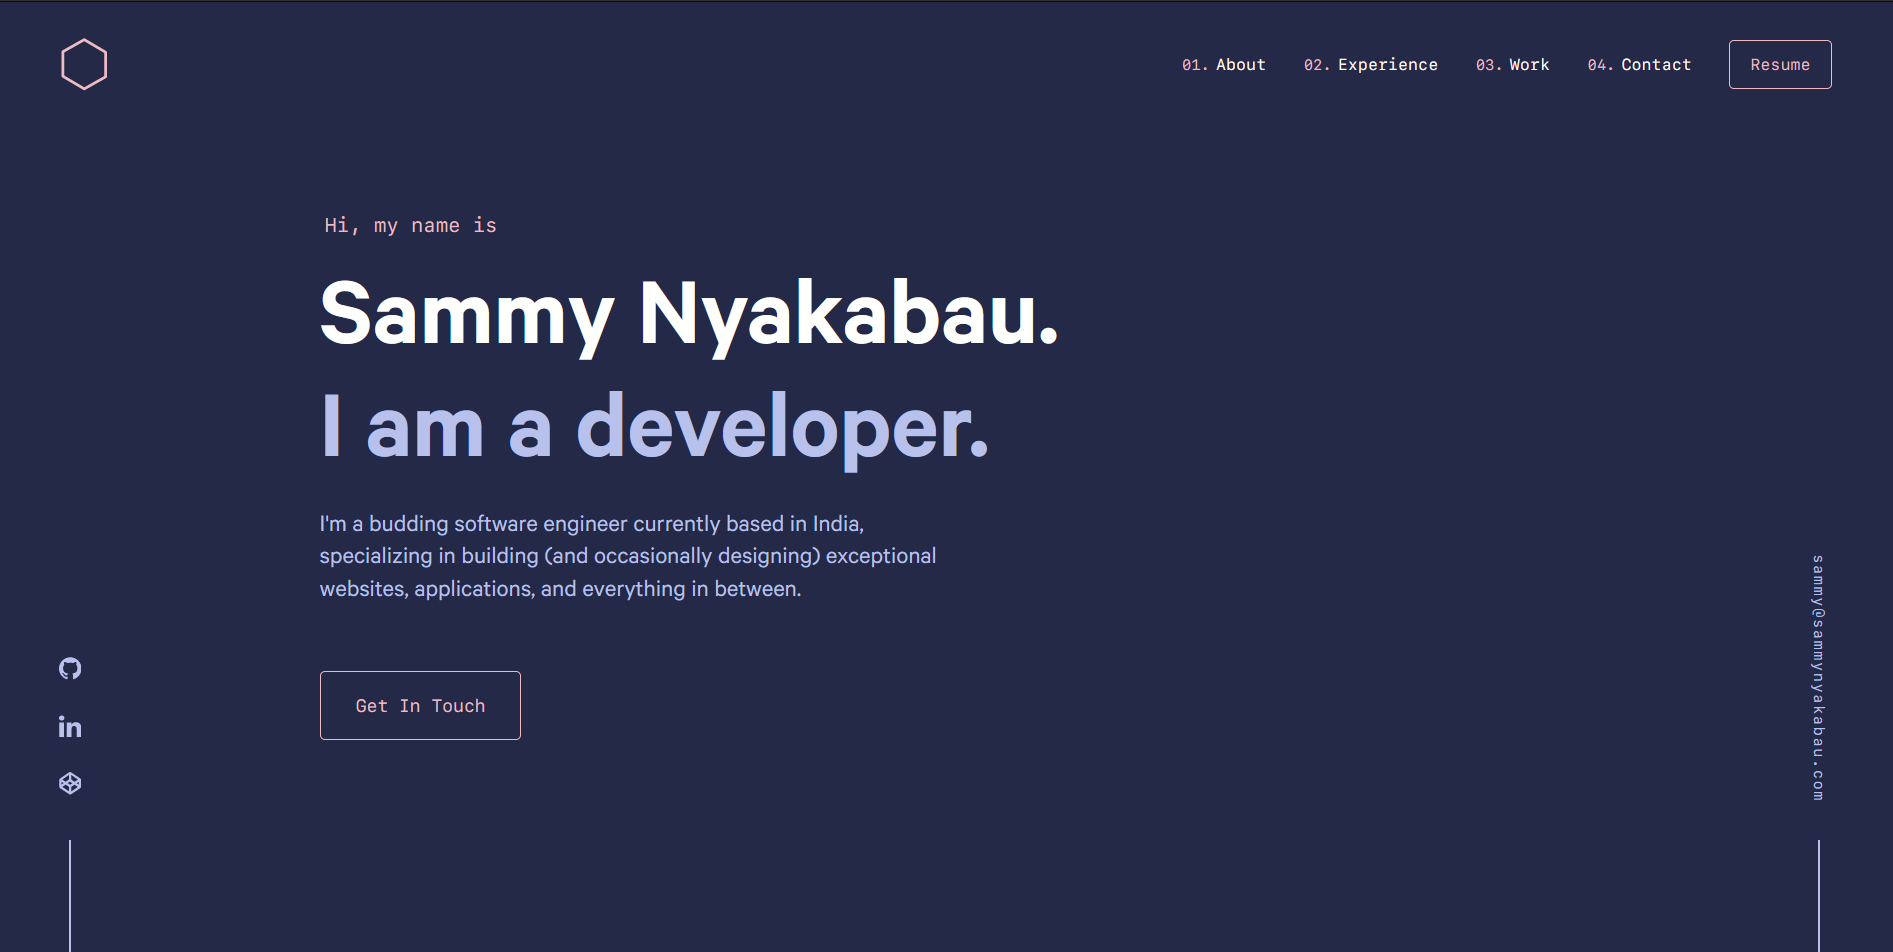 01. About 02. Experience 03. Work 04. Contact Resume
Hi, my name is
Sammy Nyakabau.
I am a developer.
I'm a budding software engineer currently based in India,
specializing in building (and occasionally designing) exceptional
websites, applications, and everything in between.
Get In Touch
sammy@sammynyakabau.com